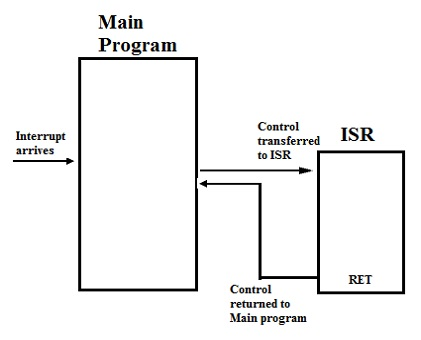 Main
Program
Interrupt
arrives
Control
transferred
to ISR
ISR
RET
Control
returned to
Main program